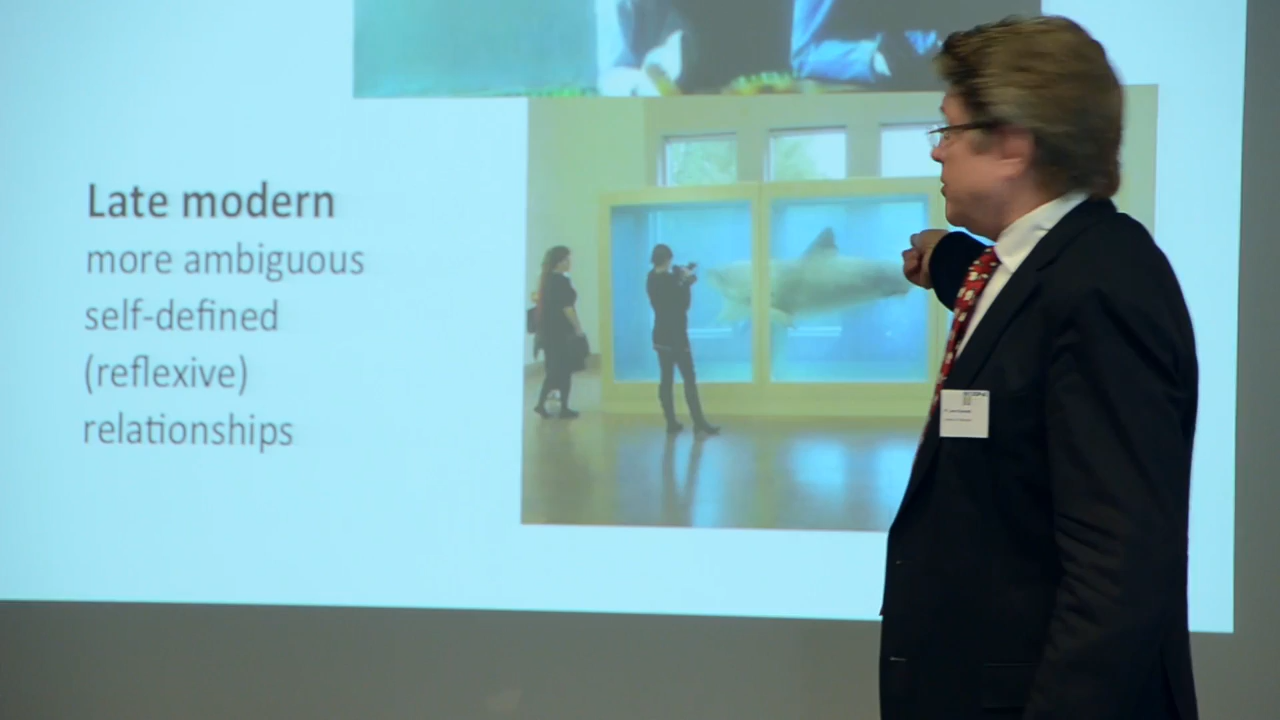 Late modern
more ambiguous
self-defined
(reflexive)
relationships